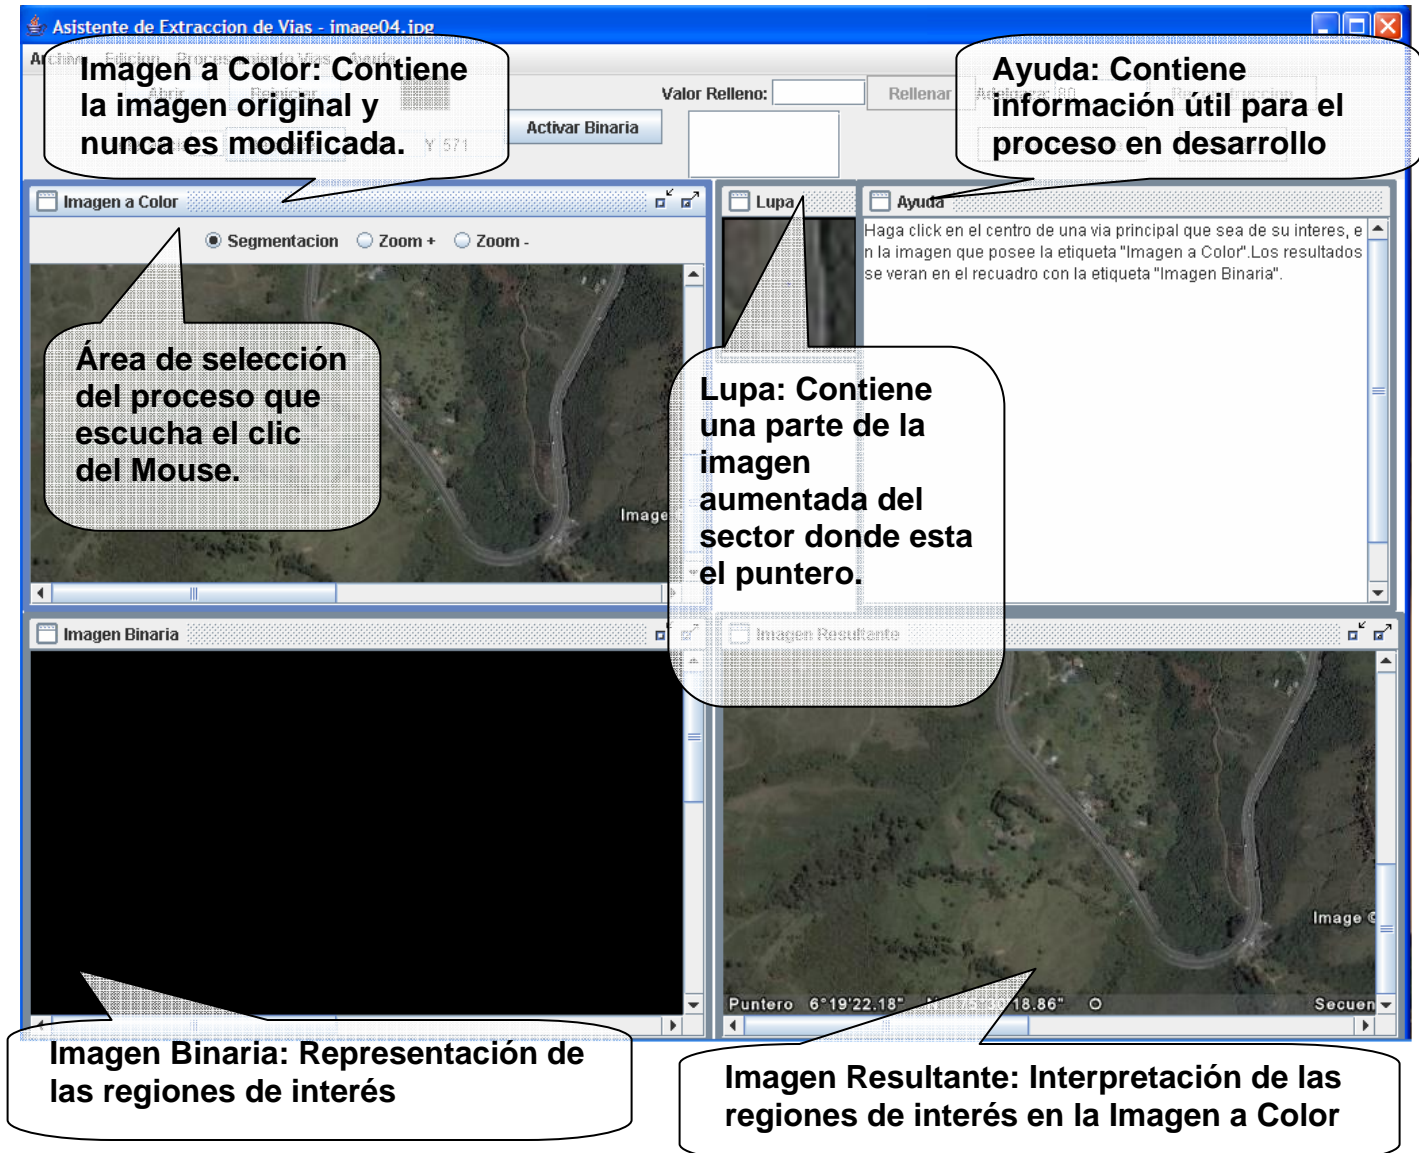 Asistente de Extraccion de Vias - image04.jpg
Imagen a Color: Contiene
la imagen original y
nunca es modificada.
Ayuda: Contiene
información útil para el
proceso en desarrollo
Valor Relleno:
Rellenar
Activar Binaria
Y 571
Imagen a Color
Lupa
Ayuda
Segmentacion Zoom + Zoom -
Haga click en el centro de una via principal que sea de su interes, e
n la imagen que posee la etiqueta "Imagen a Color".Los resultados
se veran en el recuadro con la etiqueta "Imagen Binaria".
Área de selección
del proceso que
escucha el clic
del Mouse.
Lupa: Contiene
una parte de la
imagen
aumentada del
sector donde esta
el puntero.
Image
Imagen Binaria
Imagen Resultante
Image ©
Puntero 6°19'22.18" 18.86" O Secuen
Imagen Binaria: Representación de
las regiones de interés
Imagen Resultante: Interpretación de las
regiones de interés en la Imagen a Color